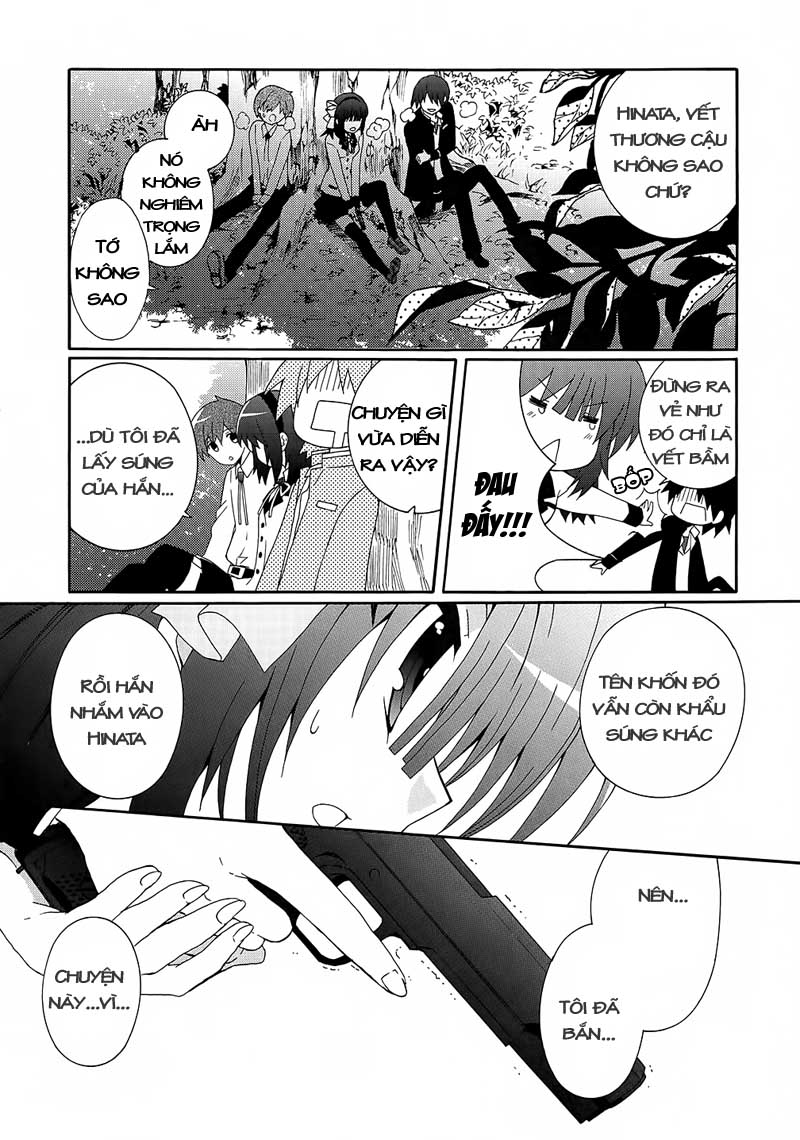 HINATA, VẾT
THƯƠNG CẬU
KHÔNG SAO
CHỨ?
ÀH
NÓ
KHÔNG
NGHIÊM
TRỌNG
LẮM
TỚ
KHÔNG
SAO
ĐỪNG RA
VẺ NHƯ
ĐÓ CHỈ LÀ
VẾT BẦM
BỐP
ĐAU
ĐẤY!!!
CHUYỆN GÌ
VỪA DIỄN
RA VẬY?
...DÙ TÔI ĐÃ
LẤY SÚNG
CỦA HẮN...
TÊN KHỐN ĐÓ
VẪN CÒN KHẨU
SÚNG KHÁC
RỒI HẮN
NHẮM VÀO
HINATA
NÊN...
TÔI ĐÃ
BẮN...
CHUYỆN
NÀY...VÌ...